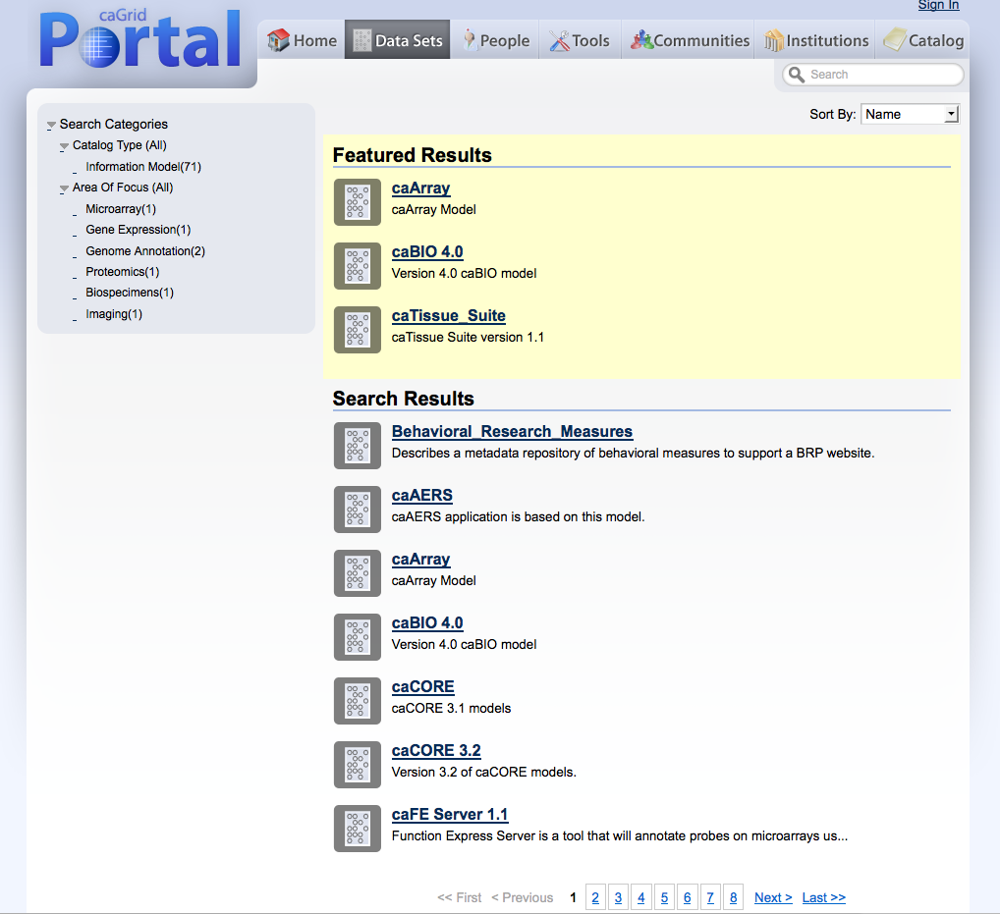 Sign In
caGrid
Portal
Home Data Sets People Tools Communities Institutions Catalog
Search
Sort By: Name
Search Categories
Catalog Type (All)
Information Model(71)
Area Of Focus (All)
Microarray(1)
Gene Expression(1)
Genome Annotation(2)
Proteomics(1)
Biospecimens(1)
Imaging(1)
Featured Results
caArray
caArray Model
caBIO 4.0
Version 4.0 caBIO model
caTissue_Suite
caTissue Suite version 1.1
Search Results
Behavioral_Research_Measures
Describes a metadata repository of behavioral measures to support a BRP website.
caAERS
caAERS application is based on this model.
caArray
caArray Model
caBIO 4.0
Version 4.0 caBIO model
caCORE
caCORE 3.1 models
caCORE 3.2
Version 3.2 of caCORE models.
caFE Server 1.1
Function Express Server is a tool that will annotate probes on microarrays us...
<< First < Previous 1 2 3 4 5 6 7 8 Next > Last >>